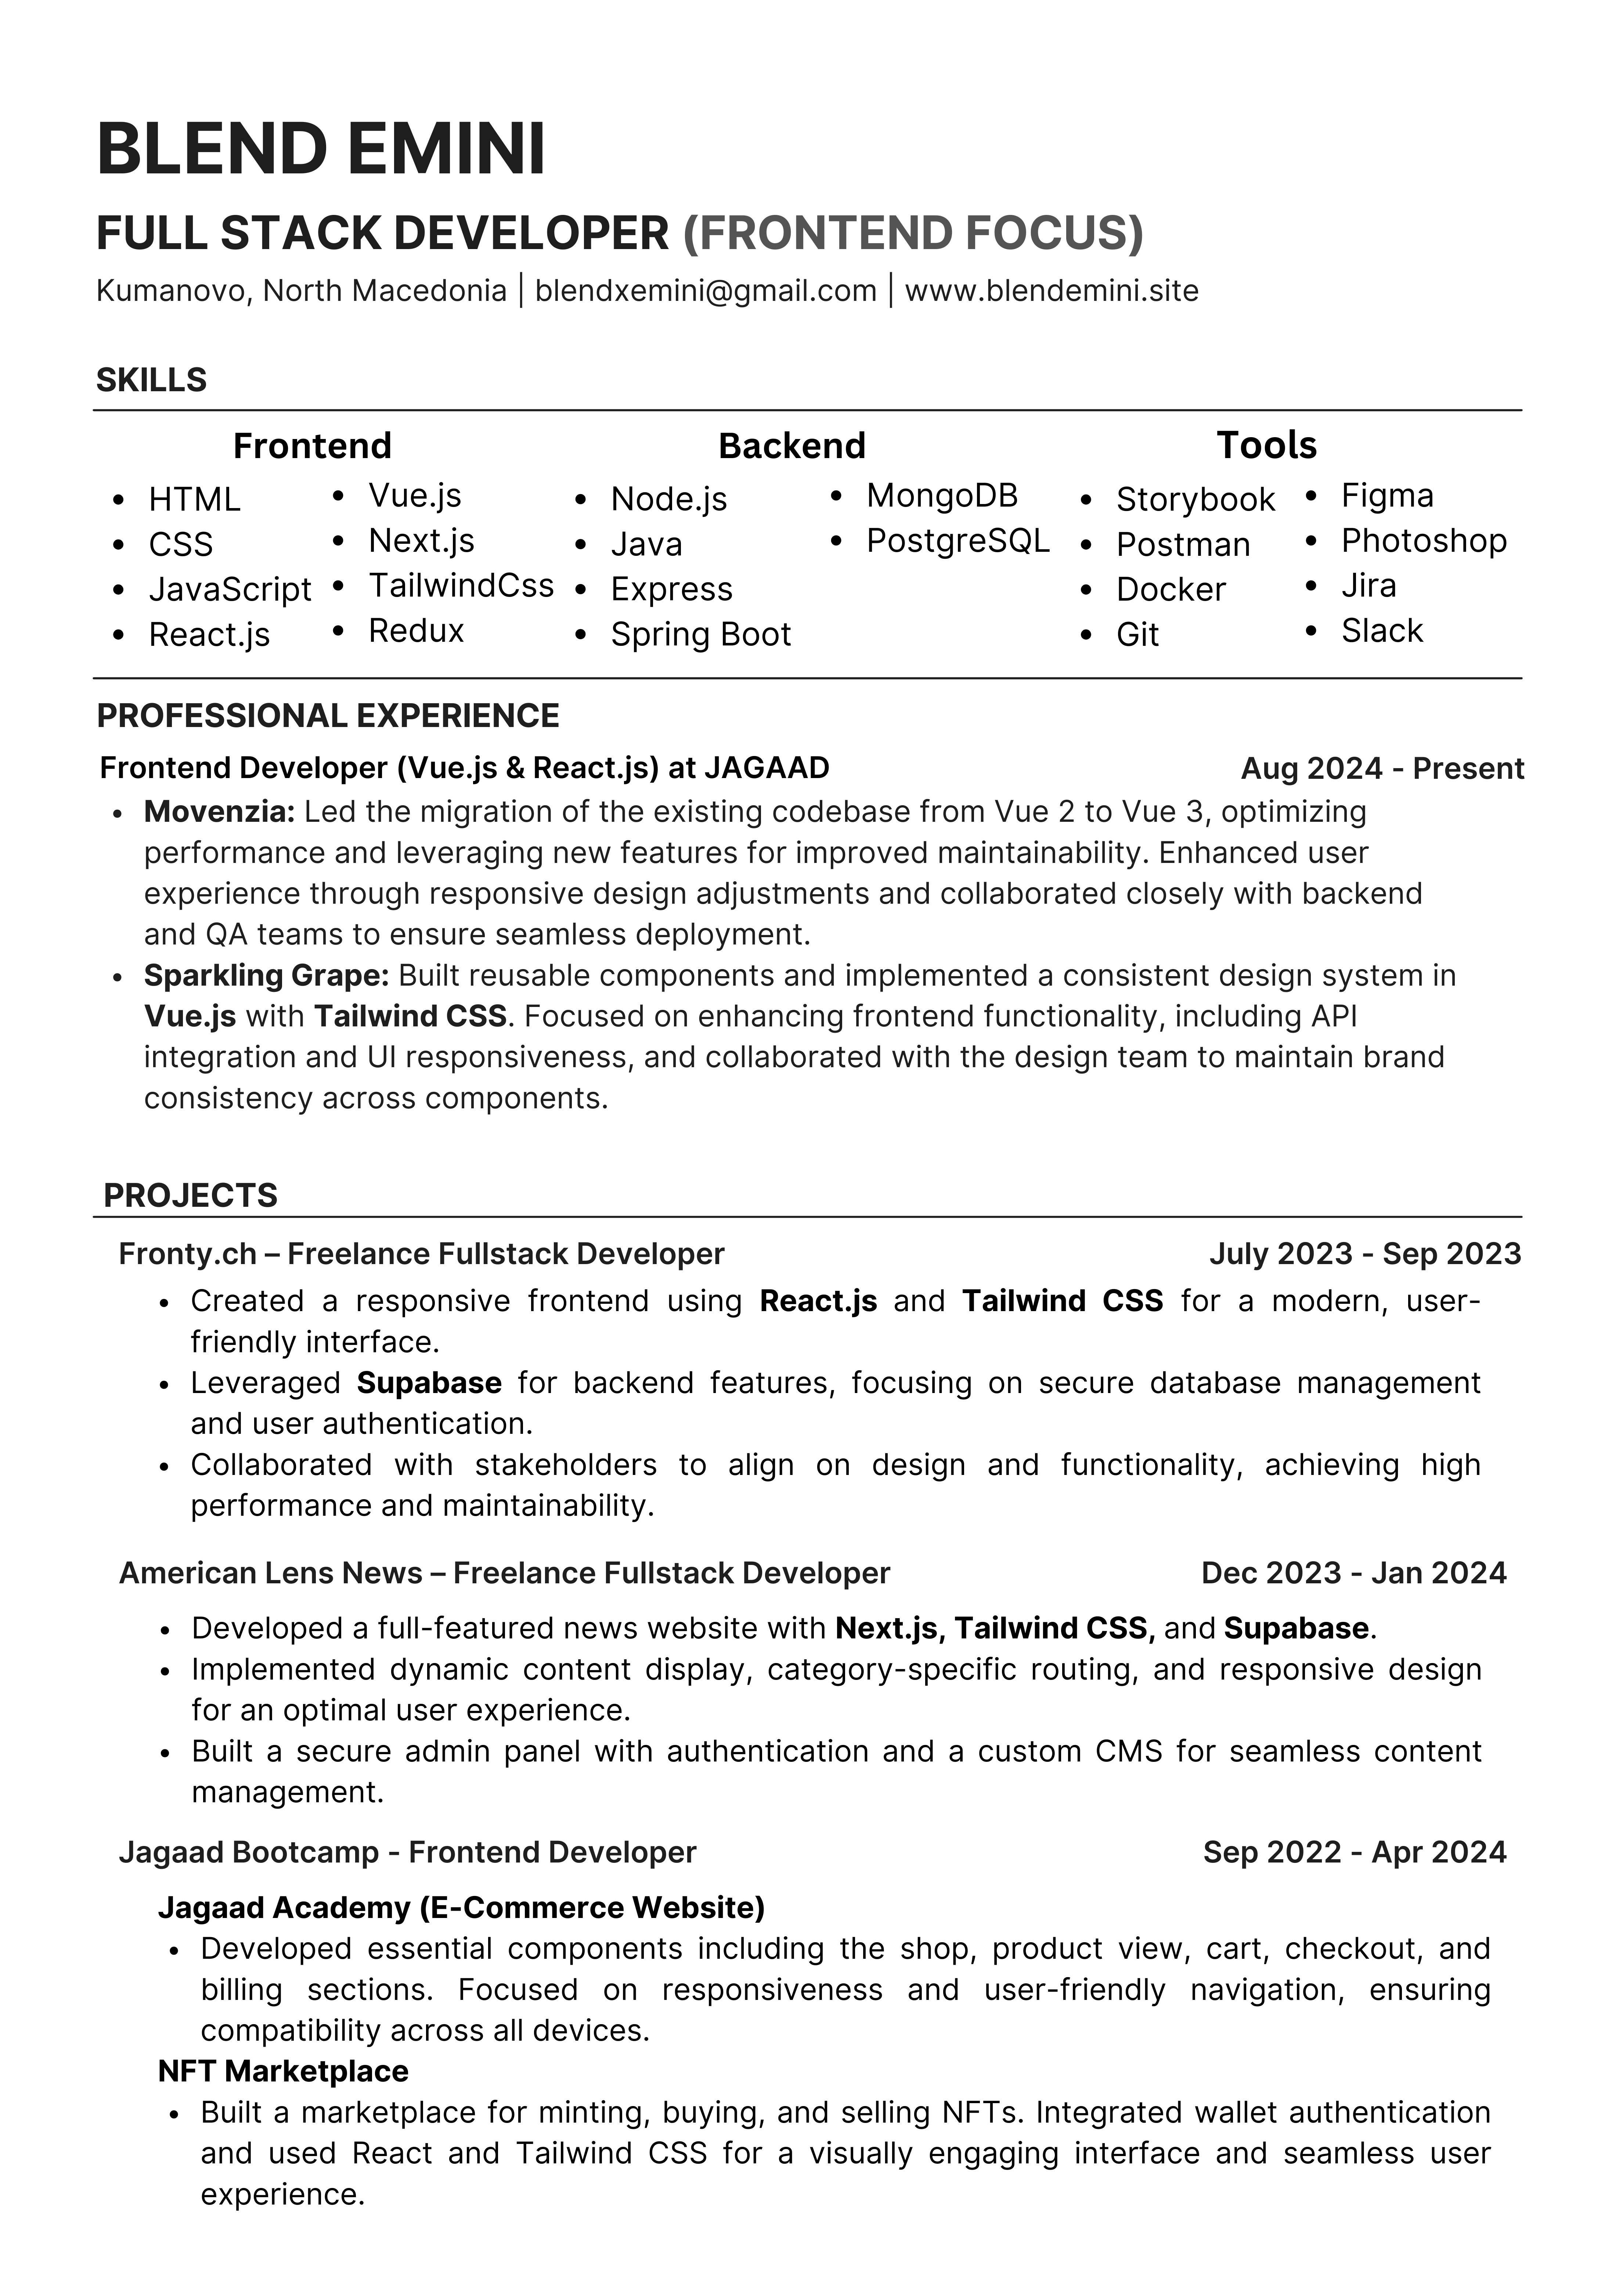 BLEND EMINI
FULL STACK DEVELOPER (FRONTEND FOCUS)
Kumanovo, North Macedonia | blendxemini@gmail.com | www.blendemini.site
SKILLS
Frontend
• HTML
• CSS
• JavaScript
• React.js
• Vue.js
• Next.js
• TailwindCss
• Redux
Backend
• Node.js
• Java
• Express
• Spring Boot
• MongoDB
• PostgreSQL
Tools
• Storybook
• Postman
• Docker
• Git
• Figma
• Photoshop
• Jira
• Slack
PROFESSIONAL EXPERIENCE
Frontend Developer (Vue.js & React.js) at JAGAAD Aug 2024 - Present
• Movenzia: Led the migration of the existing codebase from Vue 2 to Vue 3, optimizing
performance and leveraging new features for improved maintainability. Enhanced user
experience through responsive design adjustments and collaborated closely with backend
and QA teams to ensure seamless deployment.
• Sparkling Grape: Built reusable components and implemented a consistent design system in
Vue.js with Tailwind CSS. Focused on enhancing frontend functionality, including API
integration and UI responsiveness, and collaborated with the design team to maintain brand
consistency across components.
PROJECTS
Fronty.ch – Freelance Fullstack Developer July 2023 - Sep 2023
• Created a responsive frontend using React.js and Tailwind CSS for a modern, user-
friendly interface.
• Leveraged Supabase for backend features, focusing on secure database management
and user authentication.
• Collaborated with stakeholders to align on design and functionality, achieving high
performance and maintainability.
American Lens News – Freelance Fullstack Developer Dec 2023 - Jan 2024
• Developed a full-featured news website with Next.js, Tailwind CSS, and Supabase.
• Implemented dynamic content display, category-specific routing, and responsive design
for an optimal user experience.
• Built a secure admin panel with authentication and a custom CMS for seamless content
management.
Jagaad Bootcamp - Frontend Developer Sep 2022 - Apr 2024
Jagaad Academy (E-Commerce Website)
• Developed essential components including the shop, product view, cart, checkout, and
billing sections. Focused on responsiveness and user-friendly navigation, ensuring
compatibility across all devices.
NFT Marketplace
• Built a marketplace for minting, buying, and selling NFTs. Integrated wallet authentication
and used React and Tailwind CSS for a visually engaging interface and seamless user
experience.